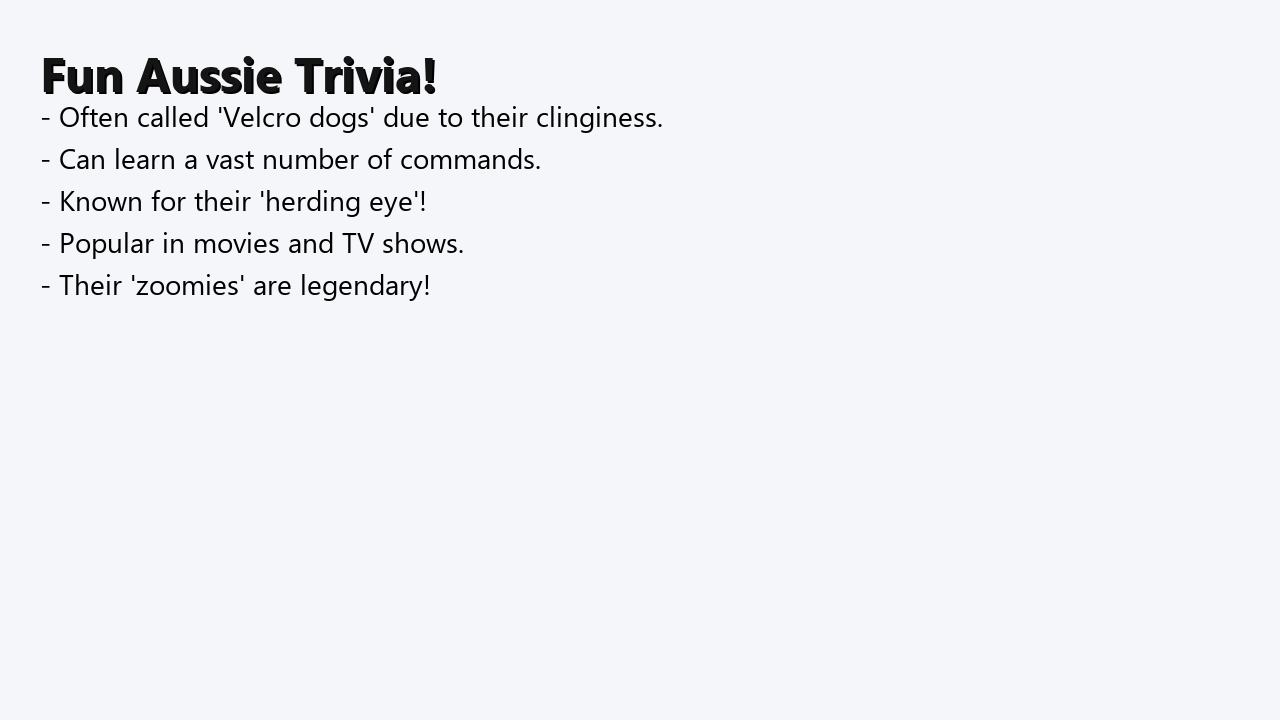 Fun Aussie Trivia!
- Often called 'Velcro dogs' due to their clinginess.
- Can learn a vast number of commands.
- Known for their 'herding eye'!
- Popular in movies and TV shows.
- Their 'zoomies' are legendary!